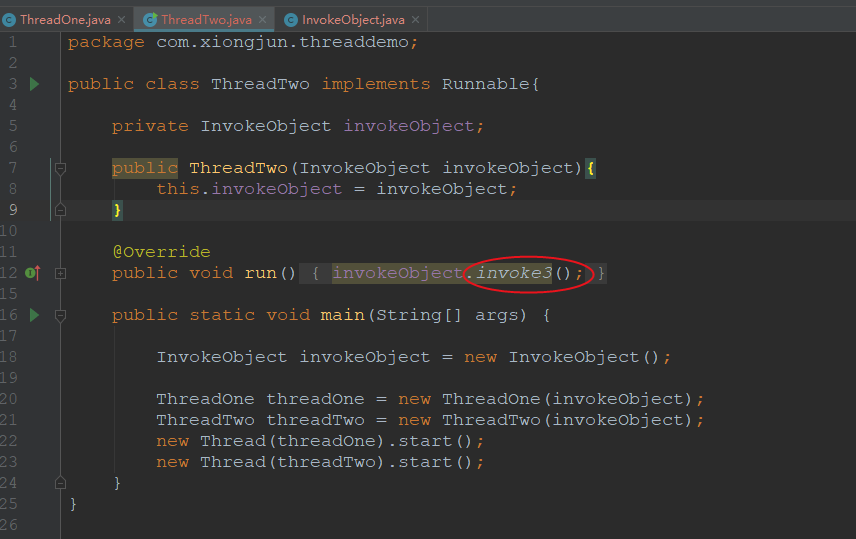 ThreadOne.java ThreadTwo.java InvokeObject.java
1 package com.xiongjun.threaddemo;
2
3 public class ThreadTwo implements Runnable{
4
5 private InvokeObject invokeObject;
6
7 public ThreadTwo(InvokeObject invokeObject){
8 this.invokeObject = invokeObject;
9 }
10
11 @Override
12 public void run() { invokeObject.invoke3(); }
15
16 public static void main(String[] args) {
17
18 InvokeObject invokeObject = new InvokeObject();
19
20 ThreadOne threadOne = new ThreadOne(invokeObject);
21 ThreadTwo threadTwo = new ThreadTwo(invokeObject);
22 new Thread(threadOne).start();
23 new Thread(threadTwo).start();
24 }
25 }
26